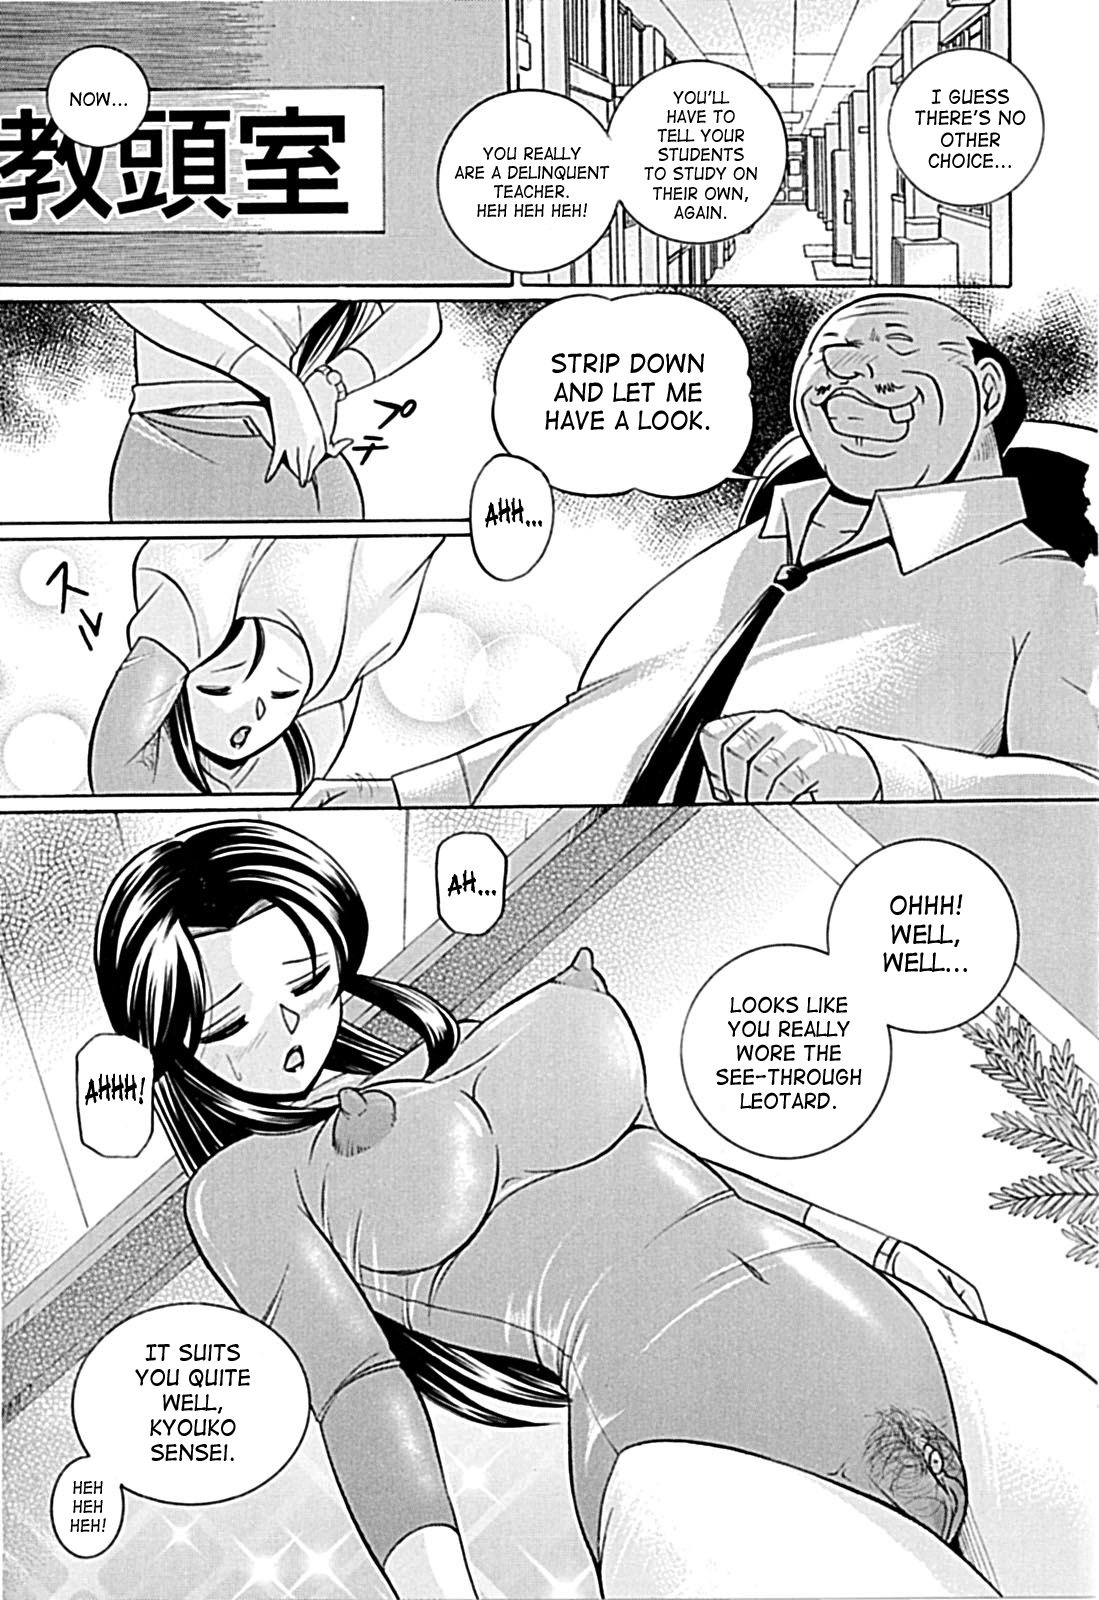 I GUESS
THERE'S NO
OTHER
CHOICE...
YOU'LL
HAVE TO
TELL YOUR
STUDENTS
TO STUDY ON
THEIR OWN,
AGAIN.
YOU REALLY
ARE A DELINQUENT
TEACHER.
HEH HEH HEH!
NOW...
教頭室
STRIP DOWN
AND LET ME
HAVE A LOOK.
プチ
AHH...
スル
OHHH!
WELL,
WELL...
LOOKS LIKE
YOU REALLY
WORE THE
SEE-THROUGH
LEOTARD.
AH...
AHHH!
IT SUITS
YOU QUITE
WELL,
KYOUKO
SENSEI.
HEH
HEH
HEH!